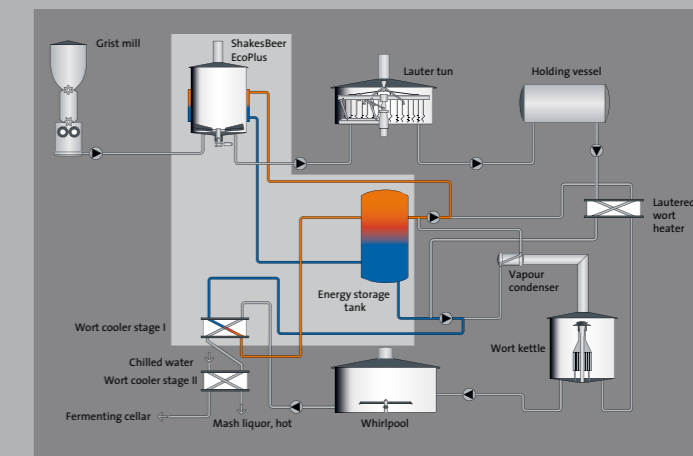 Grist mill
ShakesBeer
EcoPlus
Lauter tun
Holding vessel
Lautered
wort
heater
Vapour
condenser
Energy storage
tank
Wort cooler stage I
Wort kettle
Chilled water
Wort cooler stage II
Fermenting cellar
Mash liquor, hot
Whirlpool